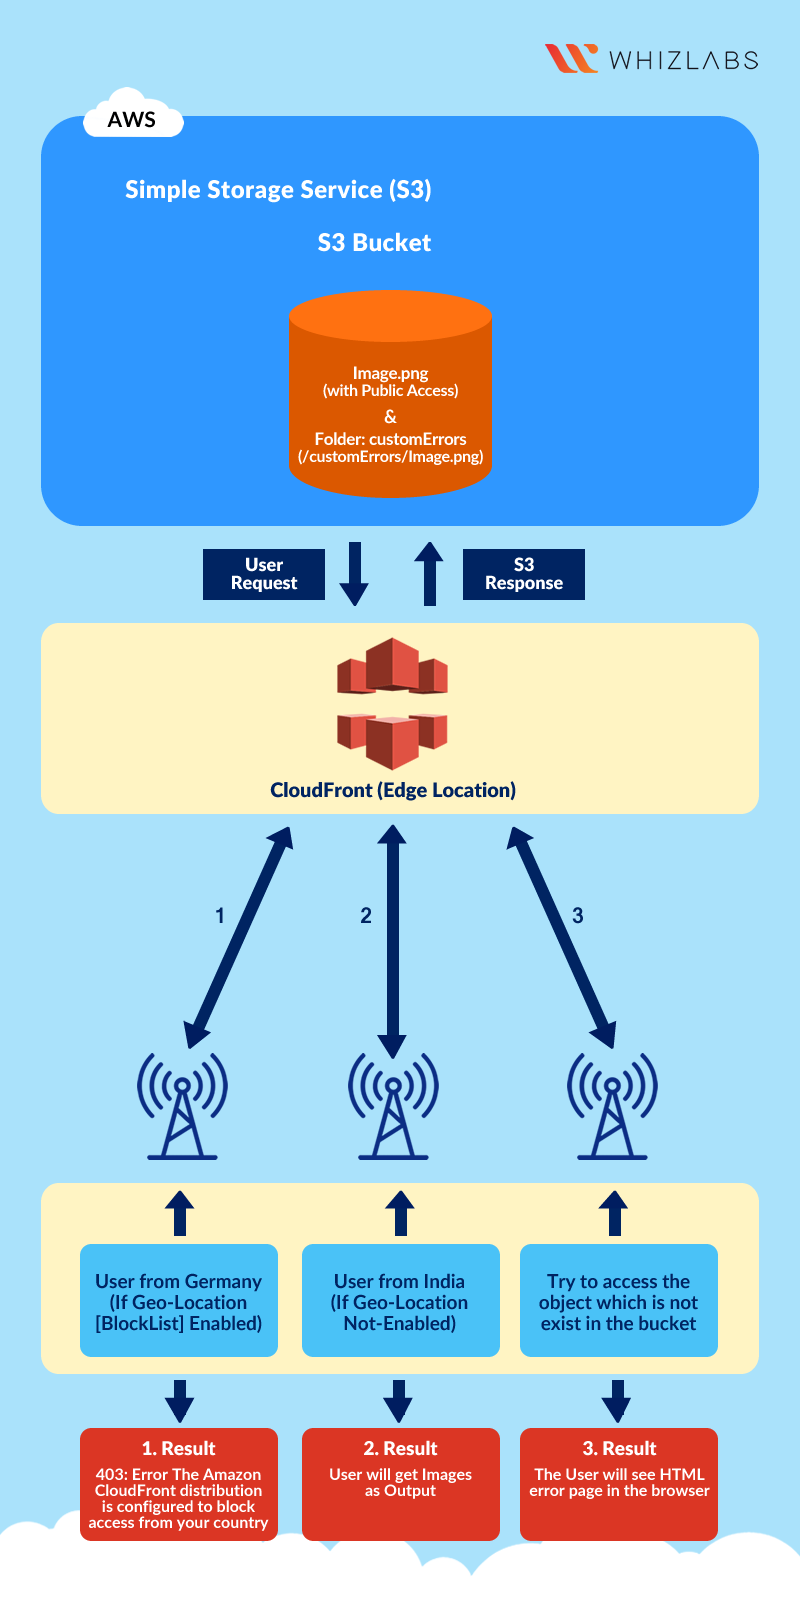 WHIZLABS
AWS
Simple Storage Service (S3)
S3 Bucket
Image.png
(with Public Access)
&
Folder: customErrors
(/customErrors/Image.png)
User
Request
S3
Response
CloudFront (Edge Location)
1
2
3
User from Germany
(If Geo-Location
[BlockList] Enabled)
User from India
(If Geo-Location
Not-Enabled)
Try to access the
object which is not
exist in the bucket
1. Result
403: Error The Amazon
CloudFront distribution
is configured to block
access from your country
2. Result
User will get Images
as Output
3. Result
The User will see HTML
error page in the browser